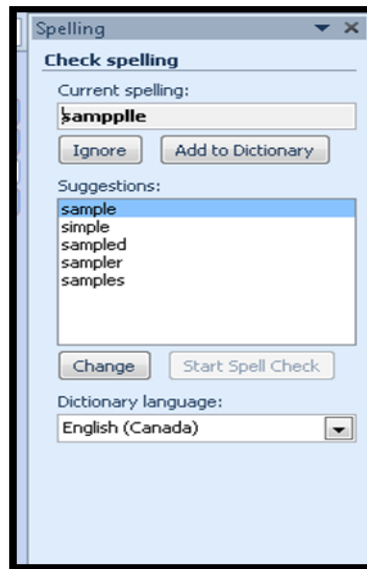 Spelling
Check spelling
Current spelling:
sampplle
Ignore Add to Dictionary
Suggestions:
sample
simple
sampled
sampler
samples
Change Start Spell Check
Dictionary language:
English (Canada)